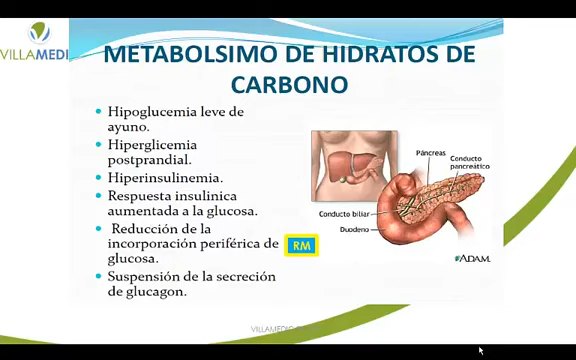 VILLAMEDI
METABOLSIMO DE HIDRATOS DE
CARBONO
Hipoglucemia leve de
ayuno.
Hiperglicemia
postprandial.
Hiperinsulinemia.
Respuesta insulinica
aumentada a la glucosa.
Reducción de la
incorporación periférica de
glucosa.
Suspensión de la secreción
de glucagon.
RM
Páncreas
Conducto
pancreático
Conducto biliar
Duodeno
ADAM.